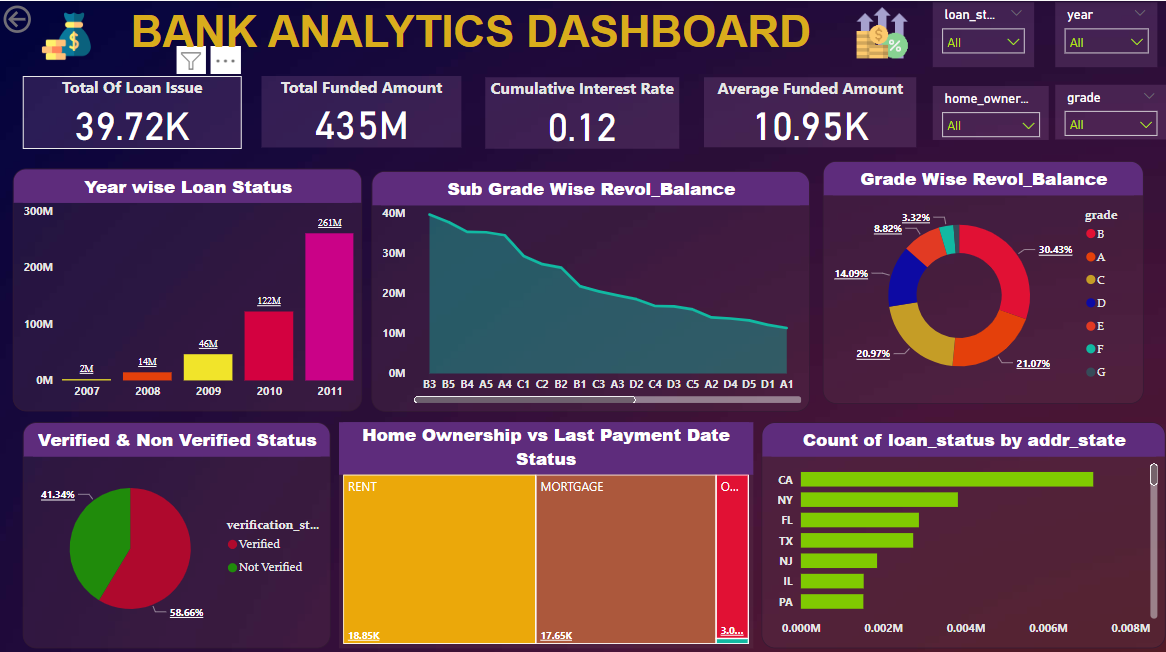 BANK ANALYTICS DASHBOARD
loan_st...
All
year
All
home_owner...
All
grade
All
Total Of Loan Issue
39.72K
Total Funded Amount
435M
Cumulative Interest Rate
0.12
Average Funded Amount
10.95K
Year wise Loan Status
300M
200M
100M
0M
2M
14M
46M
122M
261M
2007 2008 2009 2010 2011
Sub Grade Wise Revol_Balance
40M
30M
20M
10M
0M
B3 B5 B4 A5 A4 C1 C2 B2 B1 C3 A3 D2 C4 D3 C5 A2 D4 D5 D1 A1
Grade Wise Revol_Balance
3.32%
8.82%
14.09%
20.97%
21.07%
30.43%
grade
B
A
C
D
E
F
G
Verified & Non Verified Status
41.34%
58.66%
verification_st...
Verified
Not Verified
Home Ownership vs Last Payment Date
Status
RENT
18.85K
MORTGAGE
17.65K
O...
3.0...
Count of loan_status by addr_state
CA
NY
FL
TX
NJ
IL
PA
0.000M 0.002M 0.004M 0.006M 0.008M